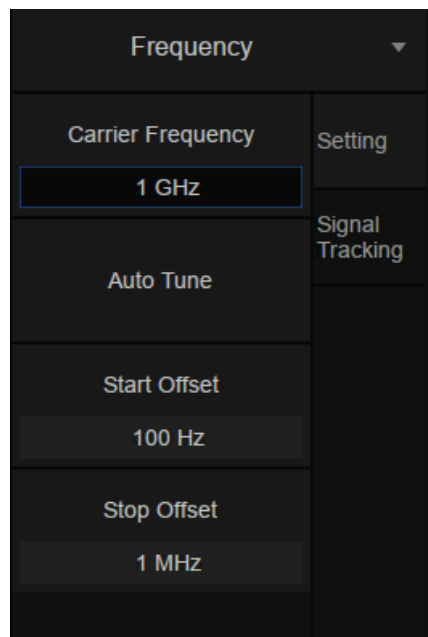 Frequency
Carrier Frequency
1 GHz
Auto Tune
Start Offset
100 Hz
Stop Offset
1 MHz
Setting
Signal
Tracking